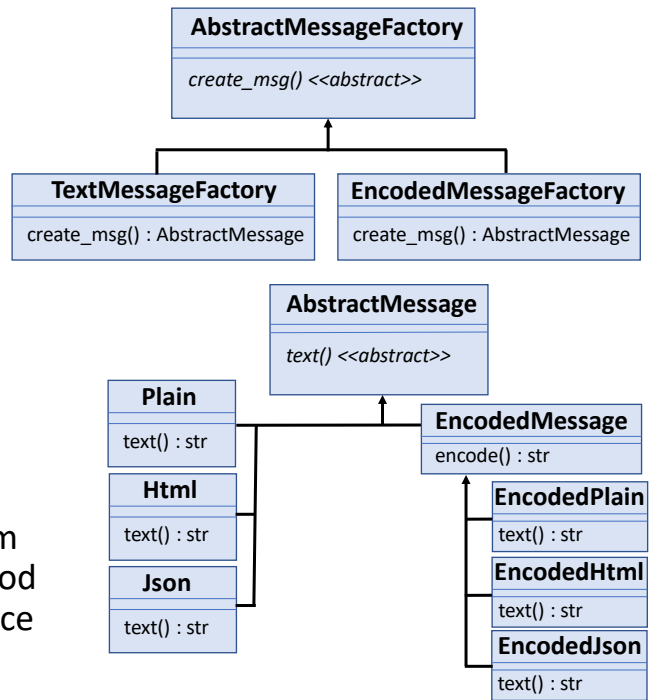 AbstractMessageFactory
create_msg() <<abstract>>
TextMessageFactory
create_msg() : AbstractMessage
EncodedMessageFactory
create_msg() : AbstractMessage
AbstractMessage
text() <<abstract>>
Plain
text() : str
Html
text() : str
Json
text() : str
EncodedMessage
encode() : str
EncodedPlain
text() : str
EncodedHtml
text() : str
EncodedJson
text() : str